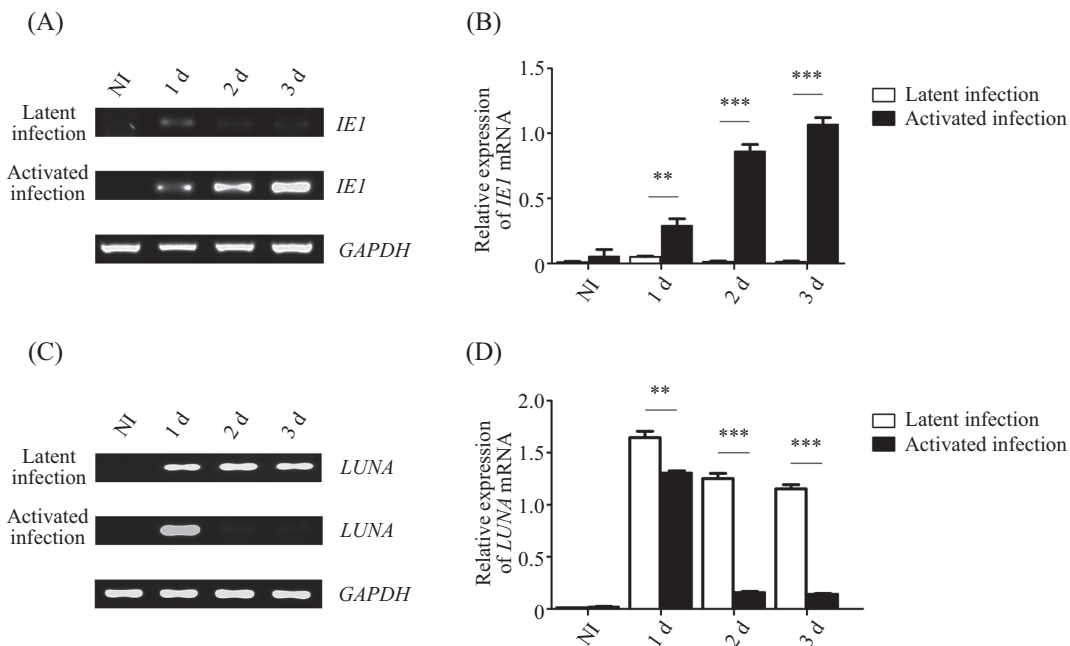 (A)
NI 1 d 2 d 3 d
Latent
infection
IE1
Activated
infection
IE1
GAPDH
(B)
Relative expression
of IE1 mRNA
1.5
1.0
0.5
0
** *** ***
NI 1 d 2 d 3 d
Latent infection
Activated infection
(C)
NI 1 d 2 d 3 d
Latent
infection
LUNA
Activated
infection
LUNA
GAPDH
(D)
Relative expression
of LUNA mRNA
2.0
1.5
1.0
0.5
0
** *** ***
NI 1 d 2 d 3 d
Latent infection
Activated infection